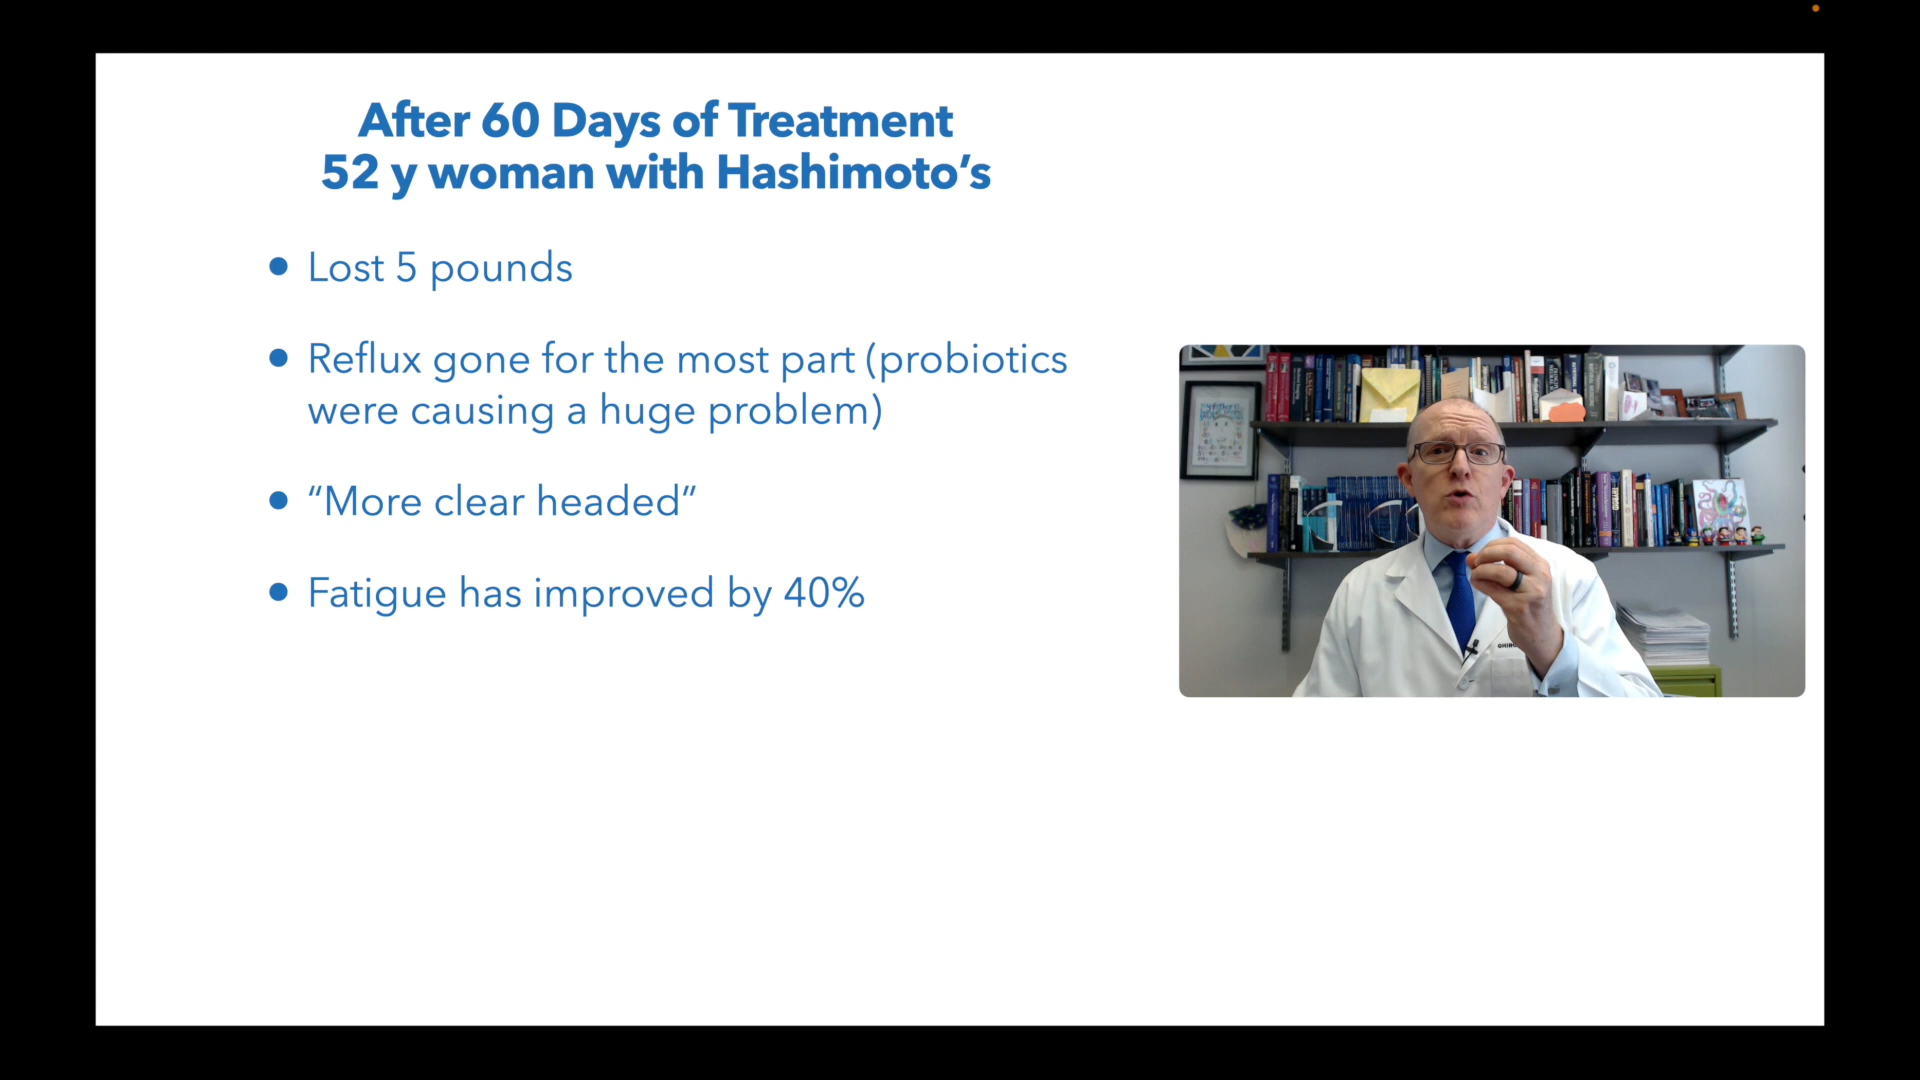 After 60 Days of Treatment
52 y woman with Hashimoto’s
● Lost 5 pounds
● Reflux gone for the most part (probiotics
were causing a huge problem)
● “More clear headed”
● Fatigue has improved by 40%